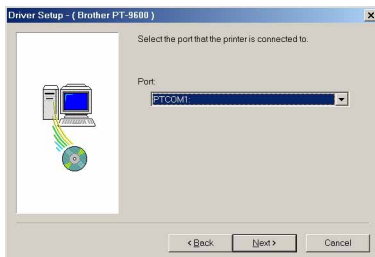 Driver Setup - ( Brother PT-9600 )
Select the port that the printer is connected to.
Port:
PTCOM1:
< Back
Next >
Cancel